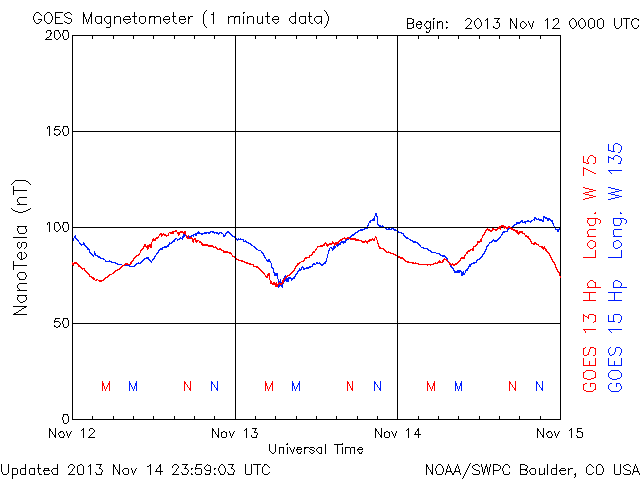 GOES Magnetometer (1 minute data)
Begin: 2013 Nov 12 0000 UTC
200
150
100
50
0
NanoTesla (nT)
M M N N M M N N M M N N
Nov 12 Nov 13 Nov 14 Nov 15
Universal Time
GOES 13 Hp Long. W 75
GOES 15 Hp Long. W 135
Updated 2013 Nov 14 23:59:03 UTC
NOAA/SWPC Boulder, CO USA